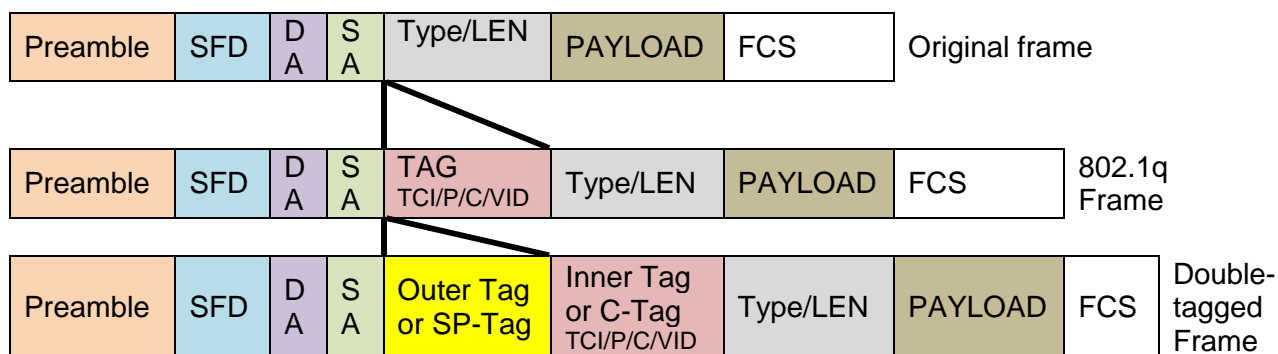 Preamble SFD D A S A Type/LEN PAYLOAD FCS Original frame
Preamble SFD D A S A TAG TCI/P/C/VID Type/LEN PAYLOAD FCS 802.1q Frame
Preamble SFD D A S A Outer Tag or SP-Tag Inner Tag or C-Tag TCI/P/C/VID Type/LEN PAYLOAD FCS Double-tagged Frame